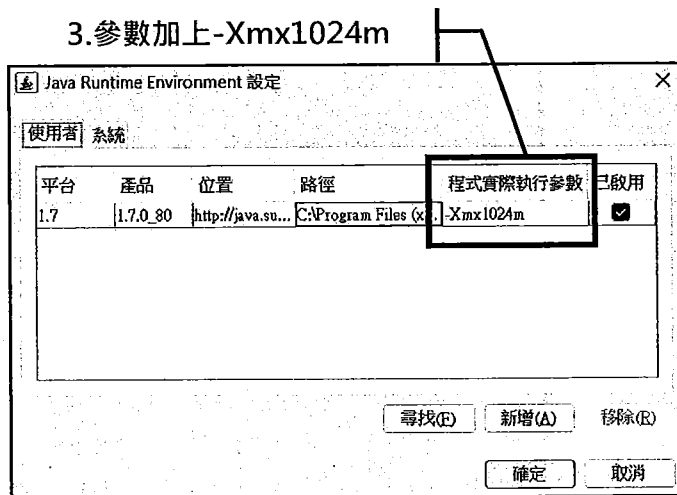 3.參數加上-Xmx1024m
Java Runtime Environment 設定
使用者 系統
平台 產品 位置 路徑 程式實際執行參數 已啟用
1.7 1.7.0_80 http://java.su... C:\Program Files (x... -Xmx1024m
尋找(F) 新增(A) 移除(R)
確定 取消